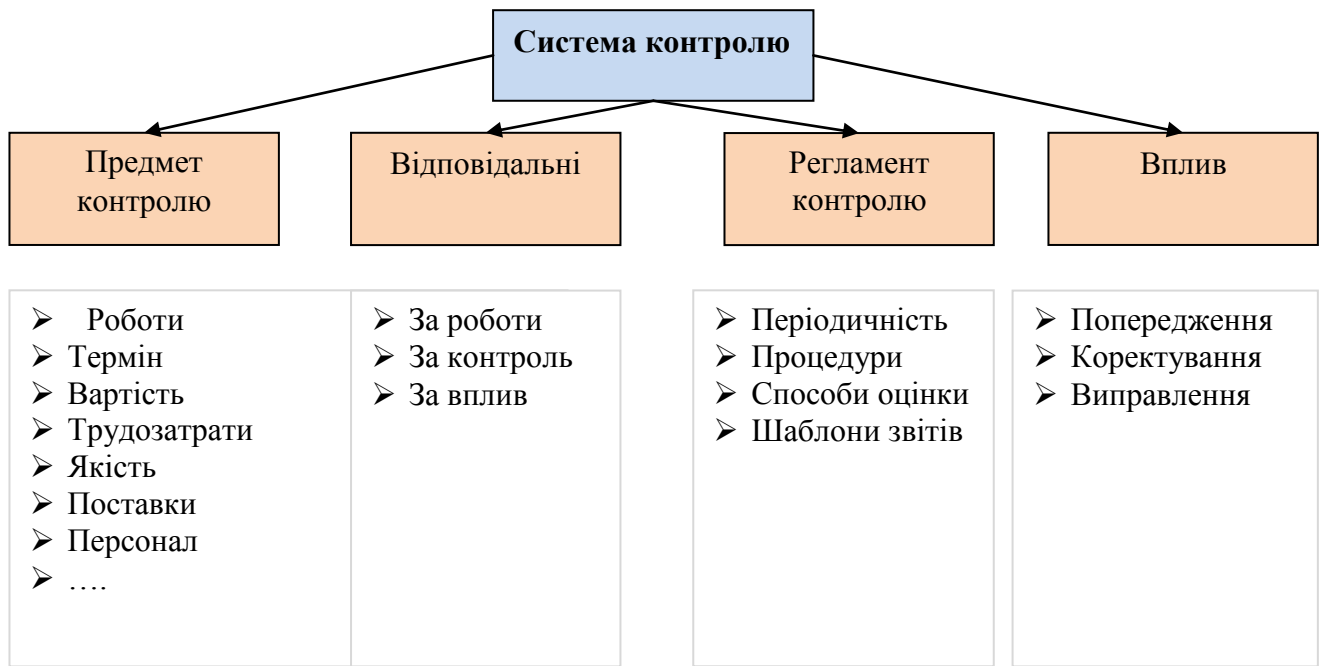 Система контролю
Предмет
контролю
Відповідальні
Регламент
контролю
Вплив
➢ Роботи
➢ Термін
➢ Вартість
➢ Трудозатрати
➢ Якість
➢ Поставки
➢ Персонал
➢ ….
➢ За роботи
➢ За контроль
➢ За вплив
➢ Періодичність
➢ Процедури
➢ Способи оцінки
➢ Шаблони звітів
➢ Попередження
➢ Коректування
➢ Виправлення